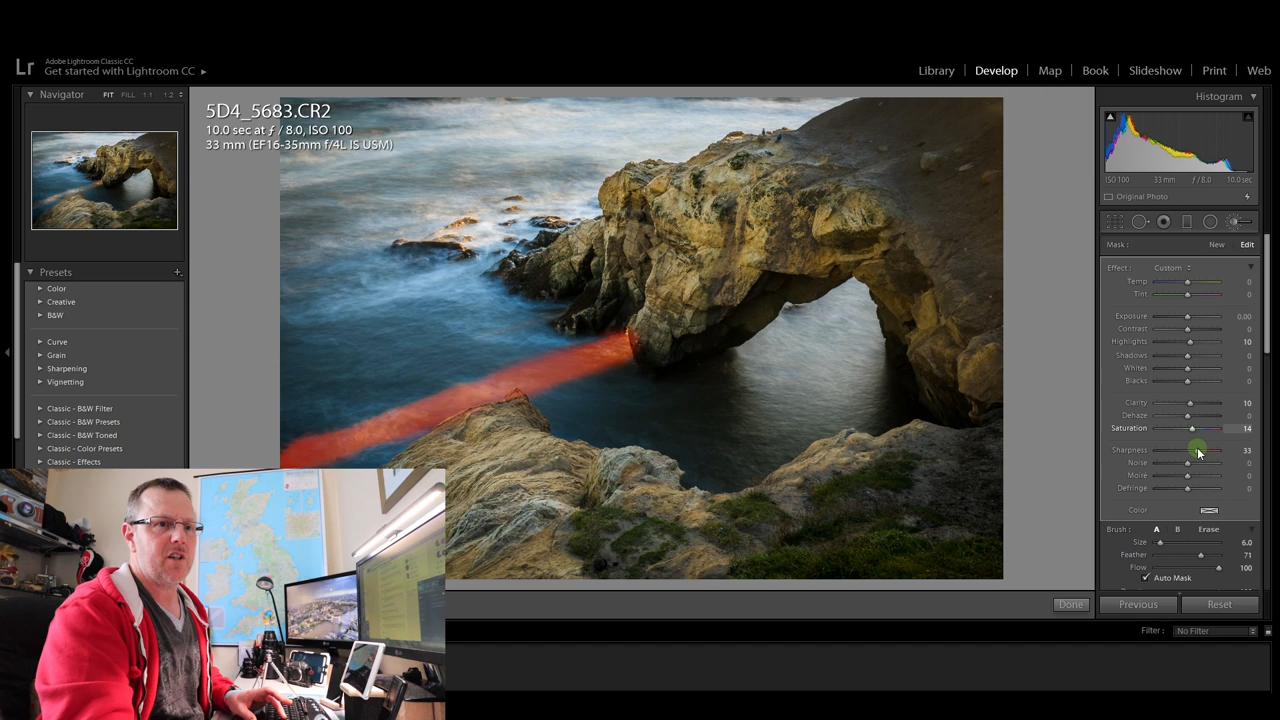 Lr
Adobe Lightroom Classic CC
Get started with Lightroom CC
Library
Develop
Map
Book
Slideshow
Print
Web
Navigator
FIT
FILL
1:1
1:2
Presets
+
Color
Creative
B&W
Curve
Grain
Sharpening
Vignetting
Classic - B&W Filter
Classic - B&W Presets
Classic - B&W Toned
Classic - Color Presets
Classic - Effects
5D4_5683.CR2
10.0 sec at ƒ / 8.0, ISO 100
33 mm (EF16-35mm f/4L IS USM)
Done
Histogram
ISO 100 33 mm ƒ / 8.0 10.0 sec
Original Photo
Mask : New Edit
Effect : Custom
Temp 0
Tint 0
Exposure 0.00
Contrast 0
Highlights 10
Shadows 0
Whites 0
Blacks 0
Clarity 10
Dehaze 0
Saturation 14
Sharpness 33
Noise 0
Moiré 0
Defringe 0
Color
Brush : A B Erase
Size 6.0
Feather 71
Flow 100
Auto Mask
Previous
Reset
Filter : No Filter